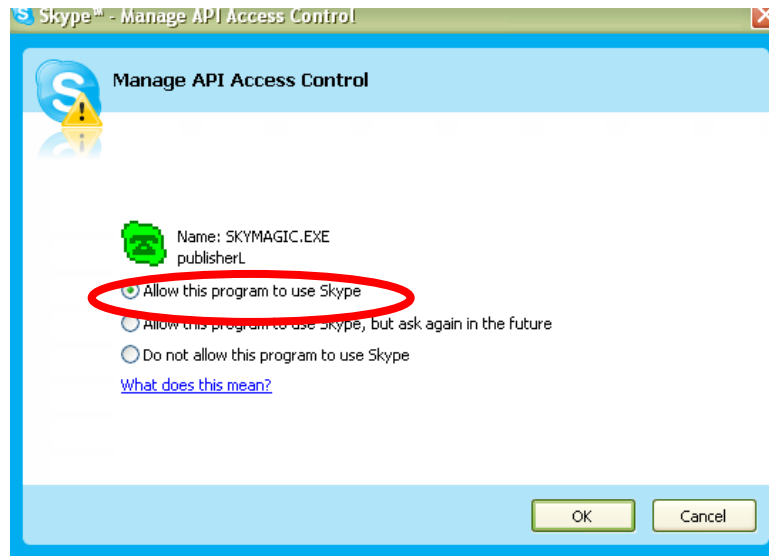 Skype™ - Manage API Access Control
Manage API Access Control
Name: SKYMAGIC.EXE
publisherL
Allow this program to use Skype
Allow this program to use Skype, but ask again in the future
Do not allow this program to use Skype
What does this mean?
OK Cancel